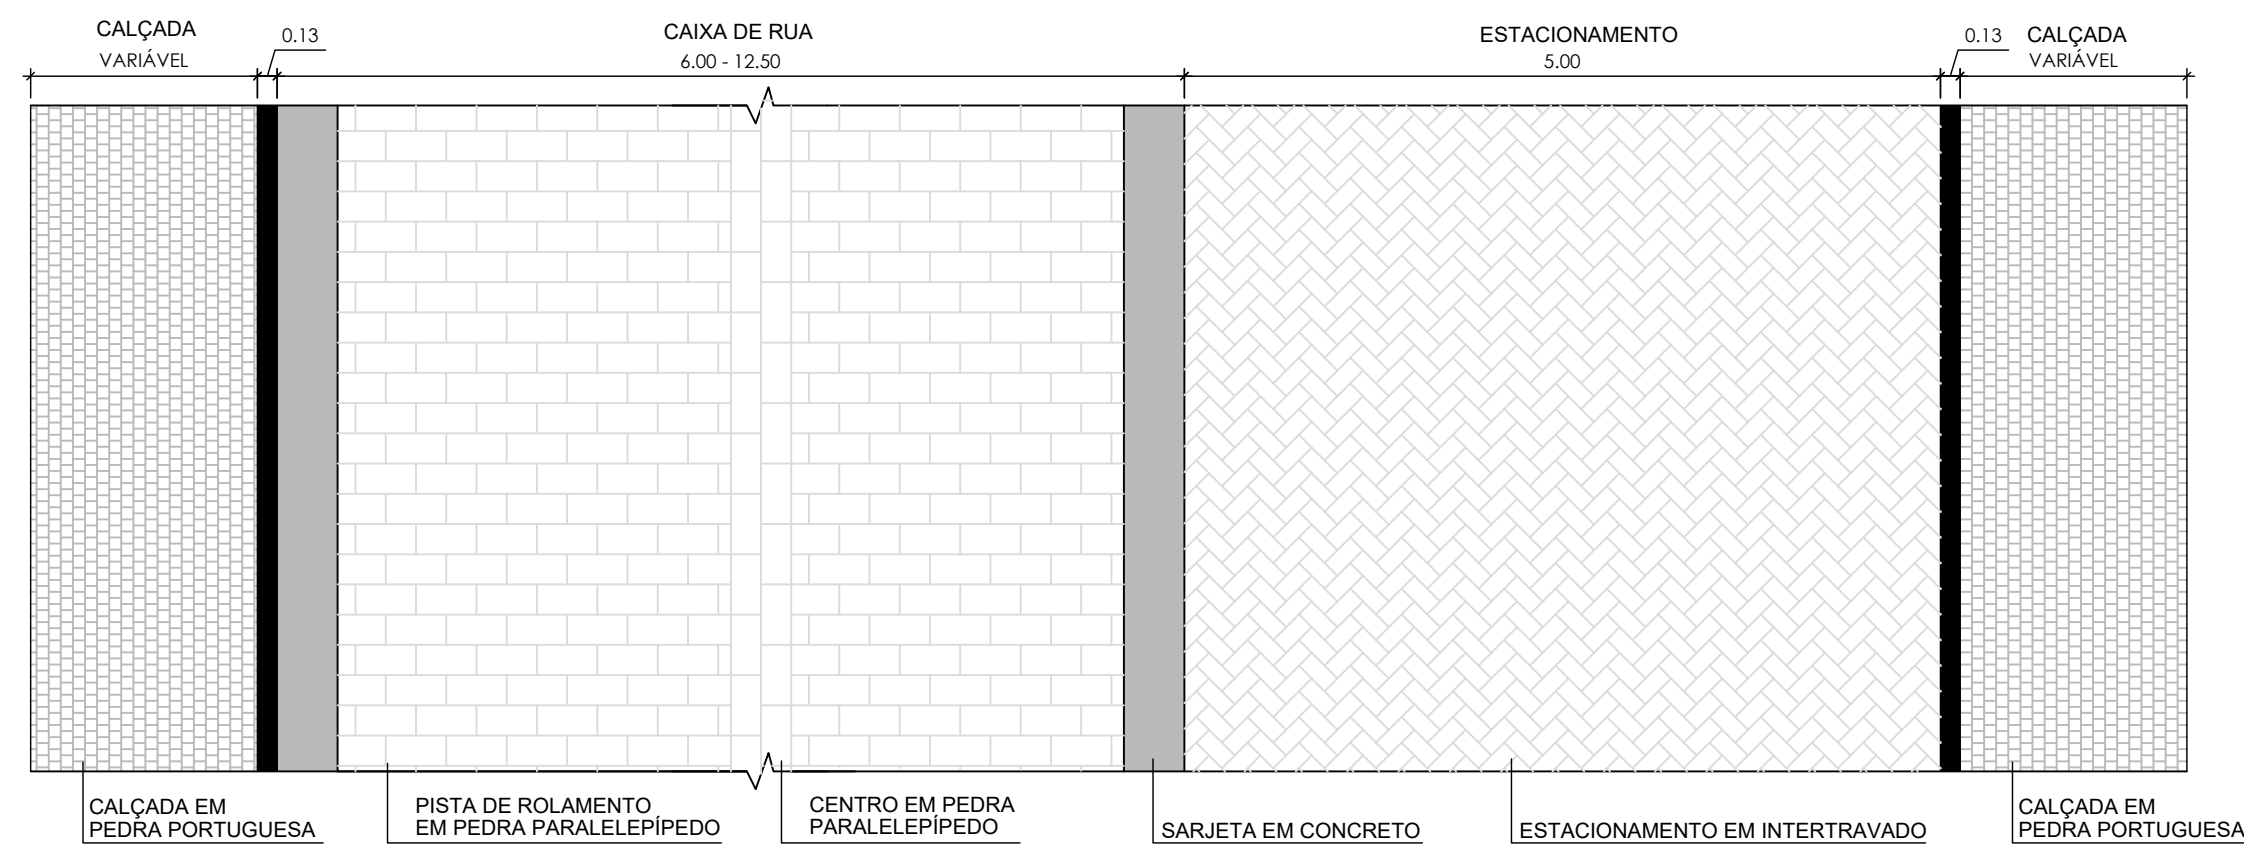 CALÇADA
VARIÁVEL
0.13
CAIXA DE RUA
6.00 - 12.50
ESTACIONAMENTO
5.00
0.13
CALÇADA
VARIÁVEL
CALÇADA EM
PEDRA PORTUGUESA
PISTA DE ROLAMENTO
EM PEDRA PARALELEPÍPEDO
CENTRO EM PEDRA
PARALELEPÍPEDO
SARJETA EM CONCRETO
ESTACIONAMENTO EM INTERTRAVADO
CALÇADA EM
PEDRA PORTUGUESA